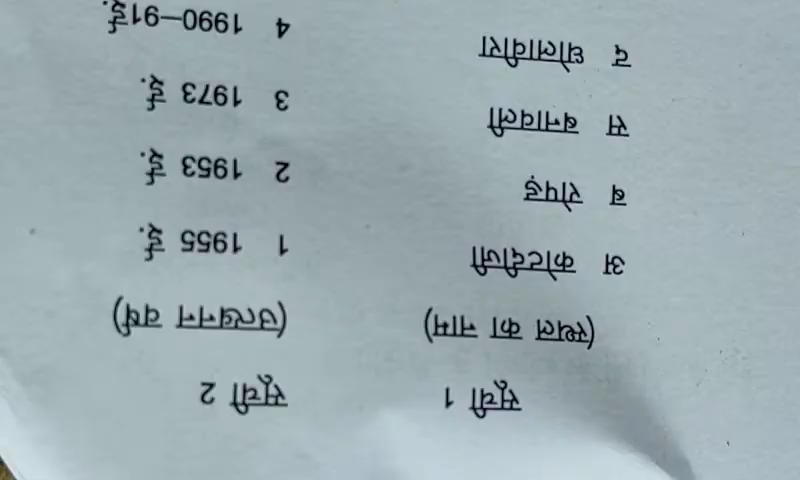 सूची 1 सूची 2
(स्थल का नाम) (उत्खनन वर्ष)
अ कोटदीजी 1 1955 ई.
ब रोपड़ 2 1953 ई.
स बनावली 3 1973 ई.
द धोलावीरा 4 1990–91ई.